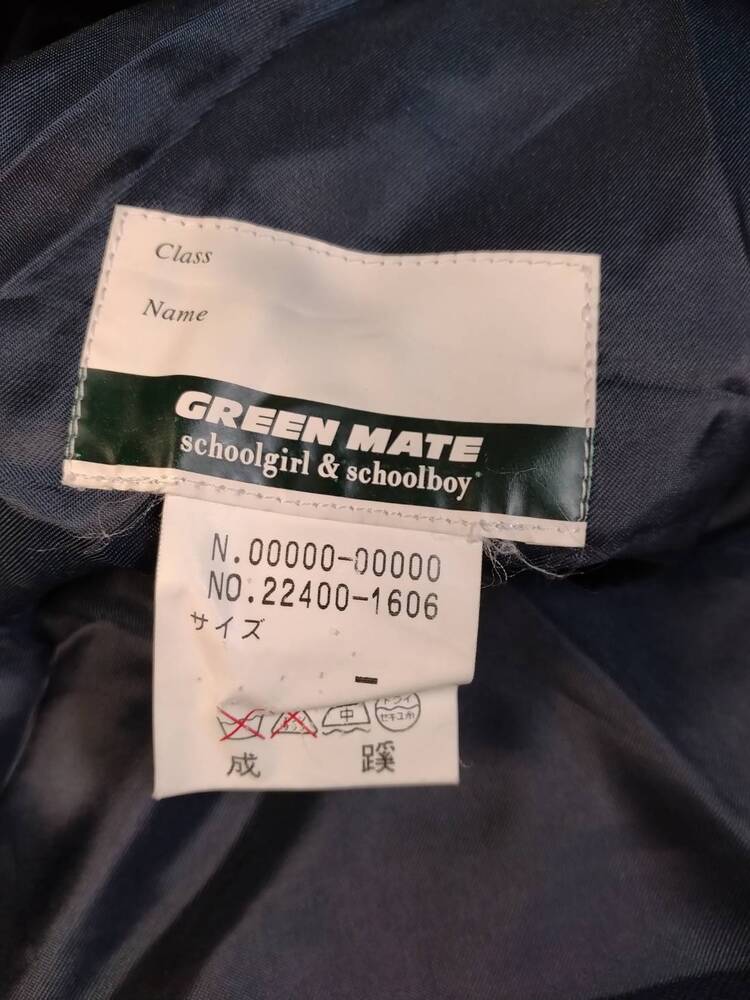 Class
Name
GREEN MATE
schoolgirl & schoolboy
N.00000-00000
NO.22400-1606
サイズ
-
中
ドライ
セキユ系
成 蹊